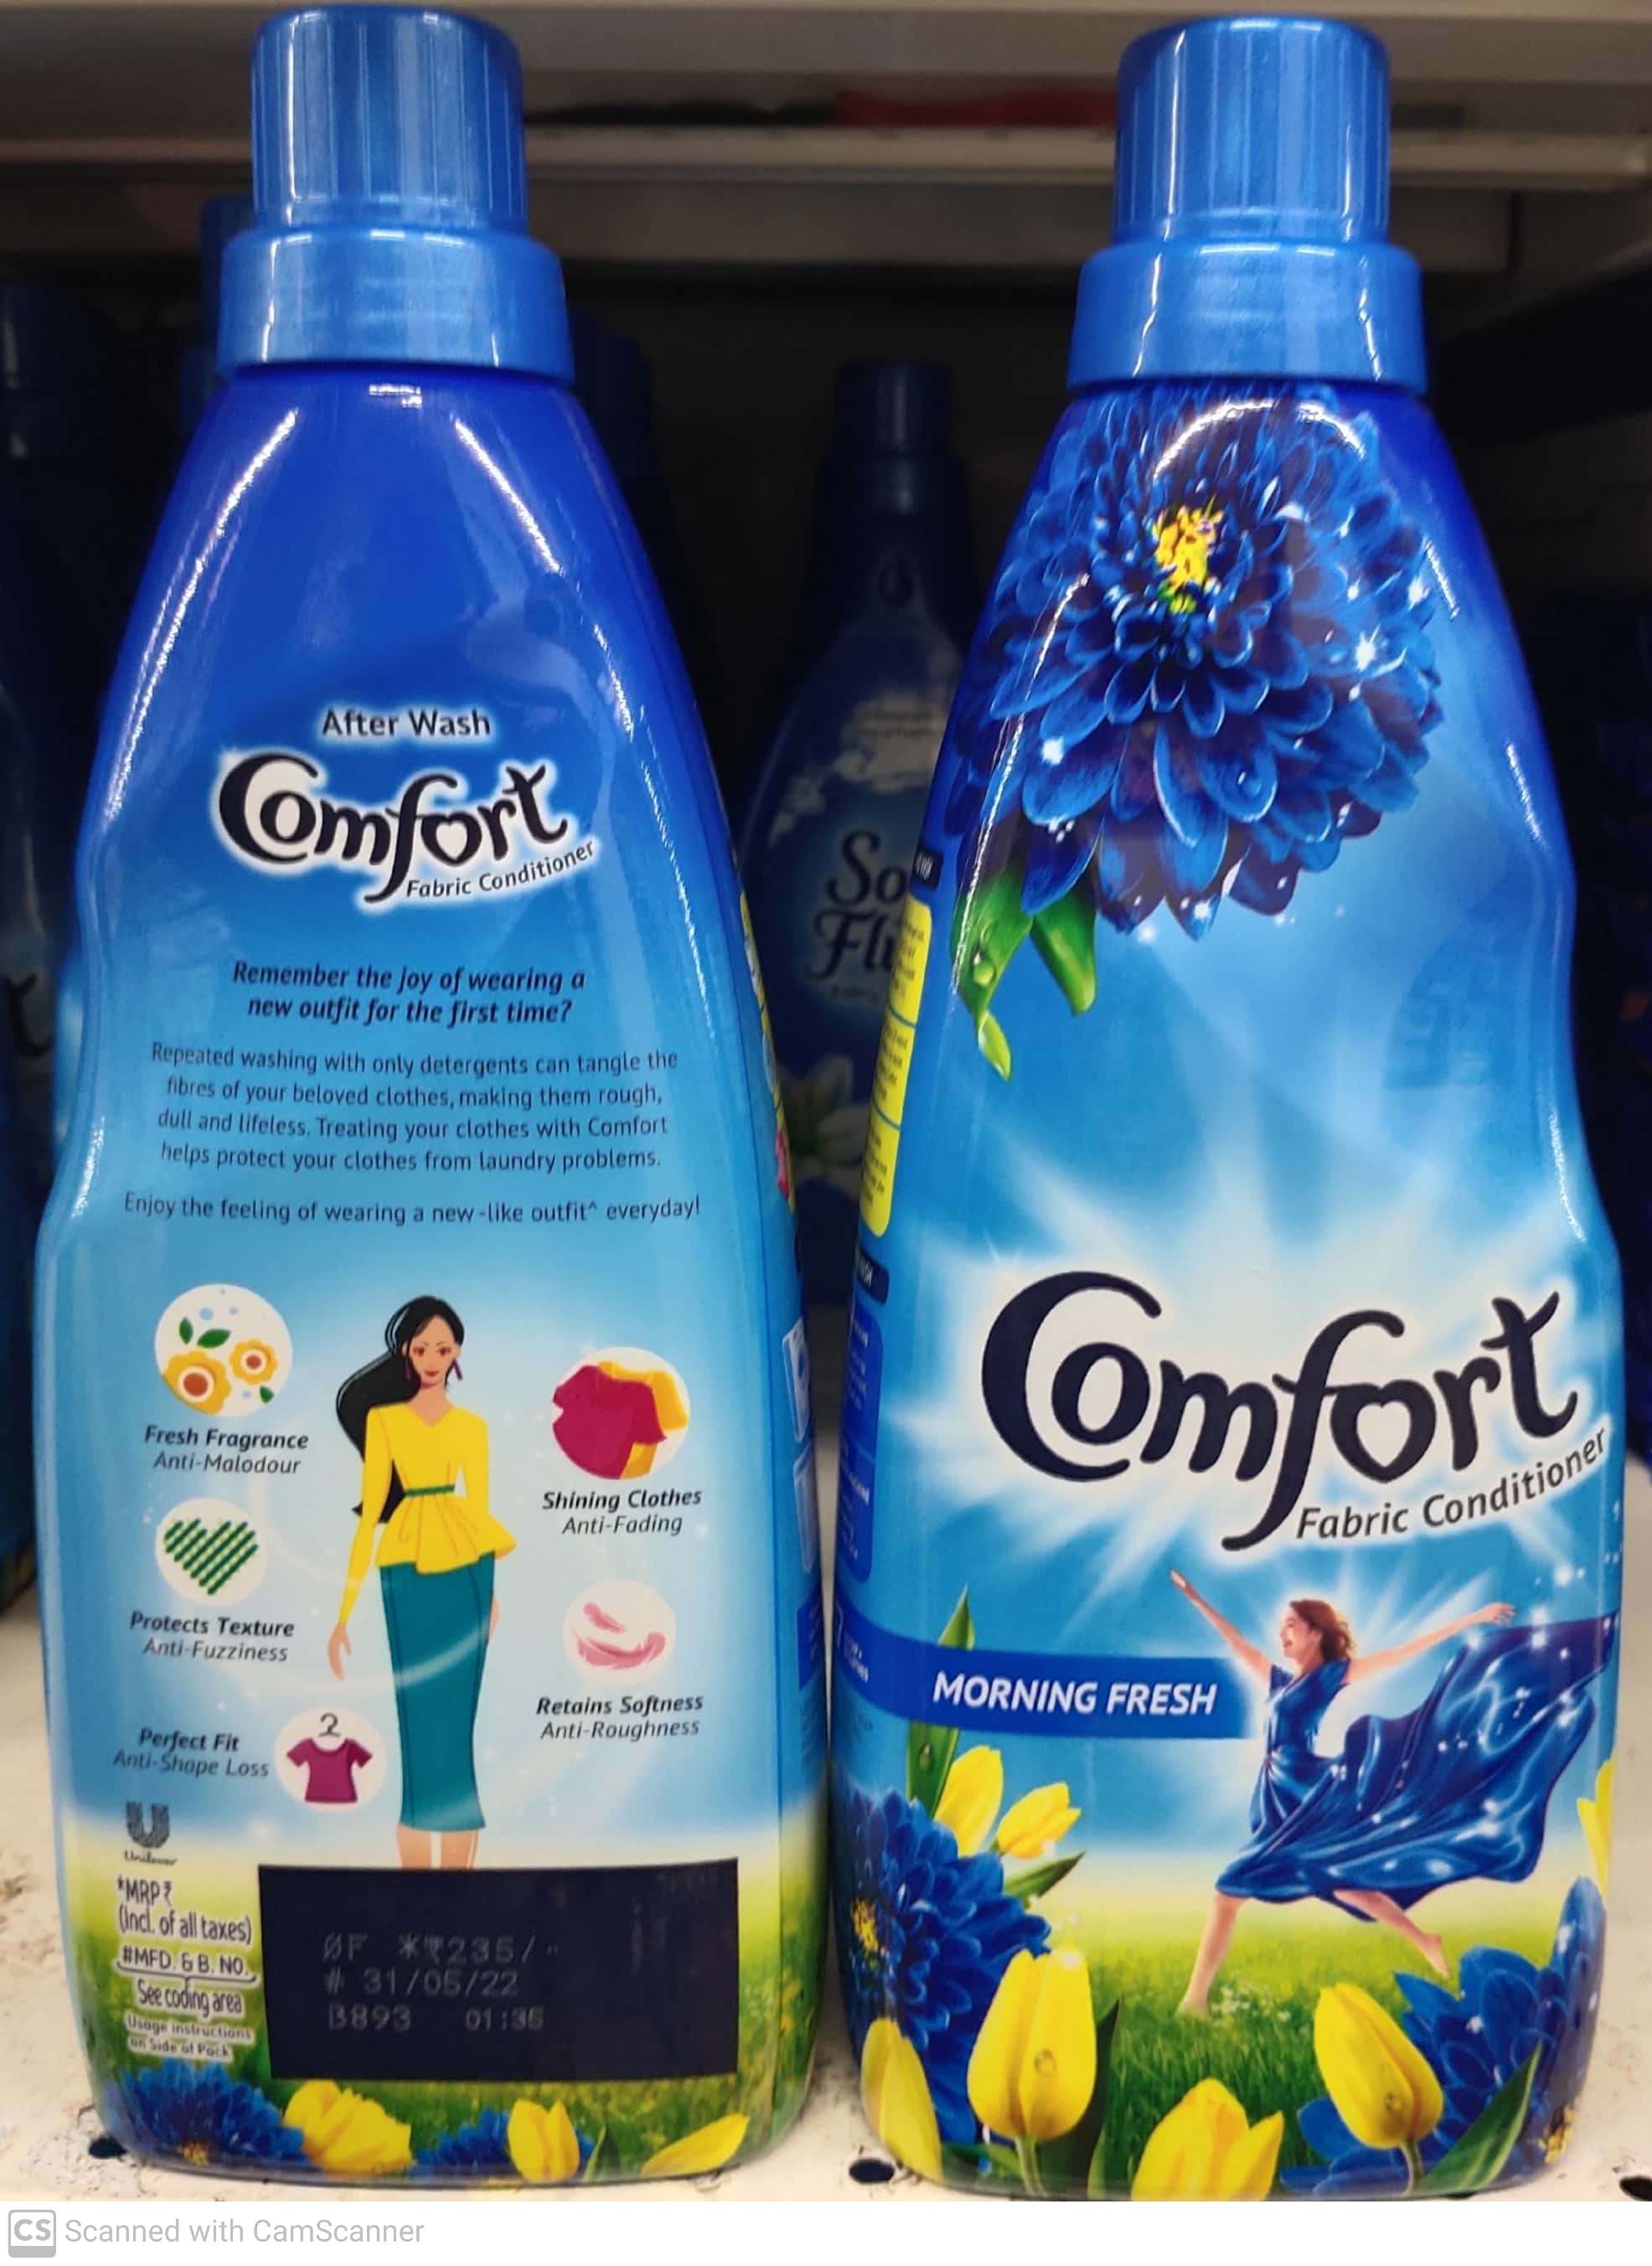 After Wash
Comfort
Fabric Conditioner
Remember the joy of wearing a
new outfit for the first time?
Repeated washing with only detergents can tangle the
fibres of your beloved clothes, making them rough,
dull and lifeless. Treating your clothes with Comfort
helps protect your clothes from laundry problems.
Enjoy the feeling of wearing a new-like outfit^ everyday!
Fresh Fragrance
Anti-Malodour
Shining Clothes
Anti-Fading
Protects Texture
Anti-Fuzziness
Retains Softness
Anti-Roughness
Perfect Fit
Anti-Shape Loss
Unilever
*MRP₹
(Incl. of all taxes)
#MFD. & B. NO.
See coding area
Usage instructions
on Side of Pack
ØF *₹235/-
# 31/05/22
B893 01:35
So
Fl
Comfort
Fabric Conditioner
MORNING FRESH
CS Scanned with CamScanner